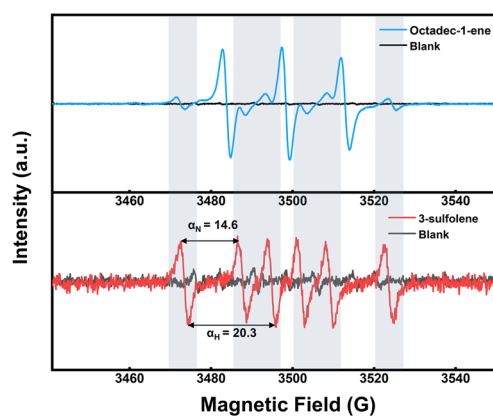 Octadec-1-ene
Blank
3460 3480 3500 3520 3540
3-sulfolene
Blank
αN = 14.6
αH = 20.3
3460 3480 3500 3520 3540
Magnetic Field (G)
Intensity (a.u.)